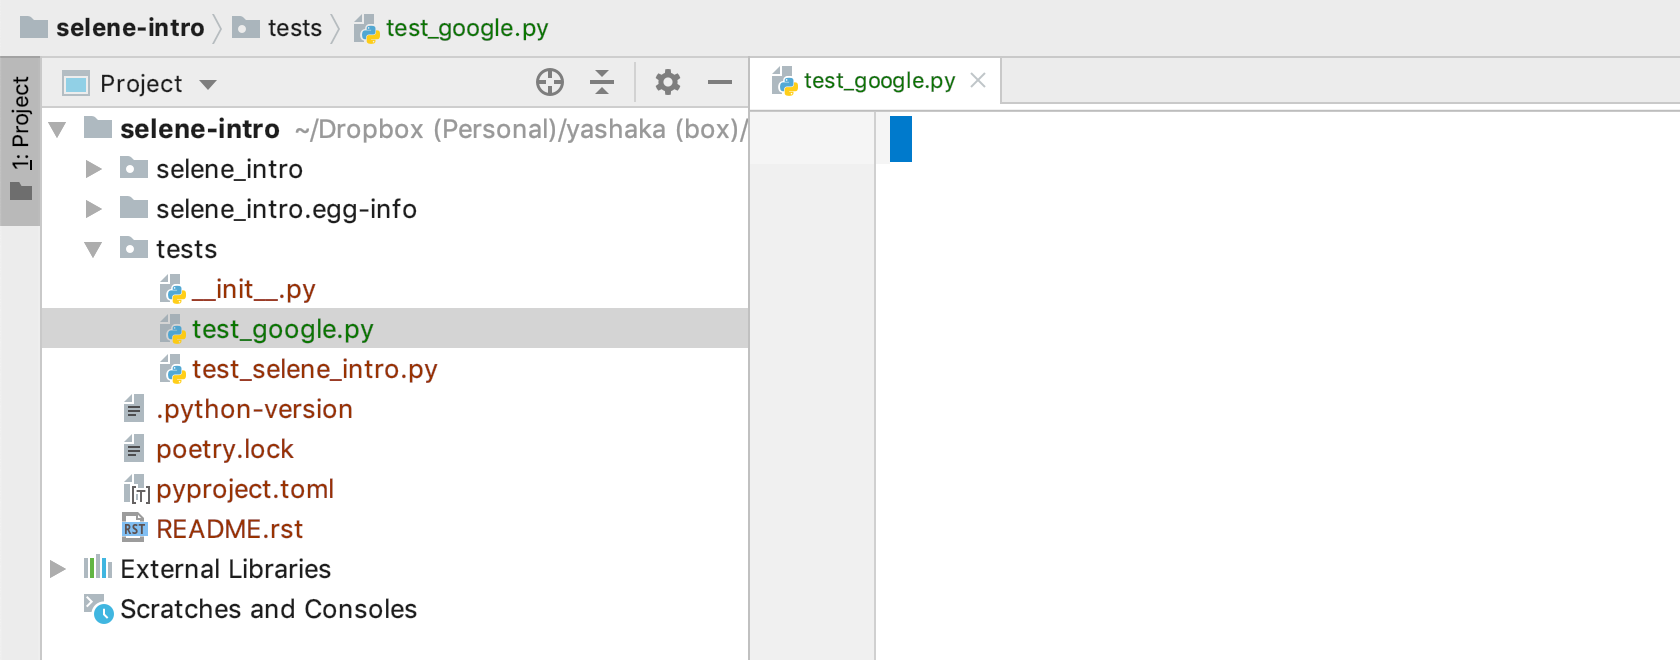 selene-intro tests test_google.py
1: Project
Project
test_google.py
selene-intro ~/Dropbox (Personal)/yashaka (box)/
selene_intro
selene_intro.egg-info
tests
__init__.py
test_google.py
test_selene_intro.py
.python-version
poetry.lock
[T] pyproject.toml
RST README.rst
External Libraries
Scratches and Consoles